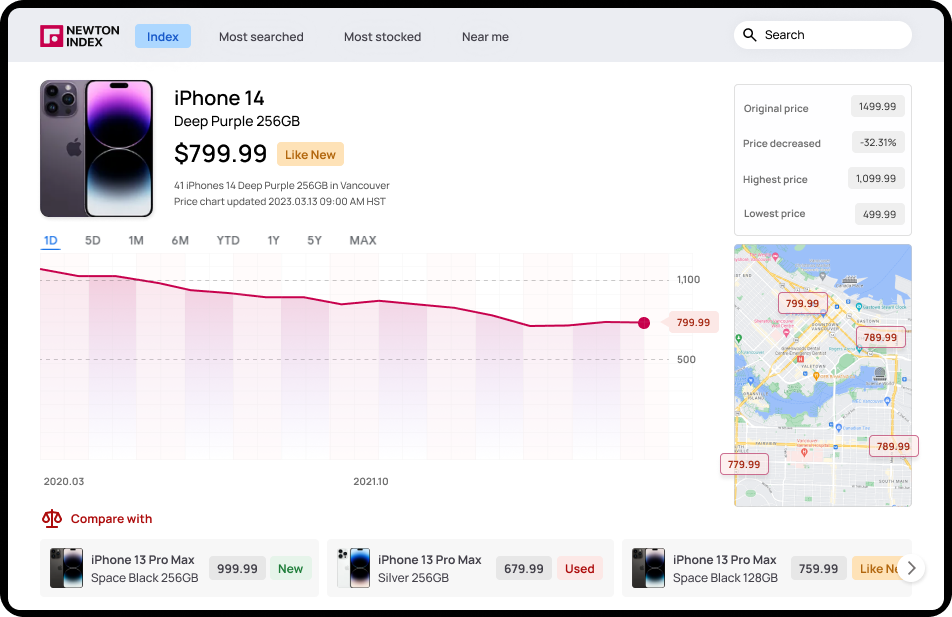 NEWTON
INDEX
Index
Most searched
Most stocked
Near me
Search
iPhone 14
Deep Purple 256GB
$799.99
Like New
41 iPhones 14 Deep Purple 256GB in Vancouver
Price chart updated 2023.03.13 09:00 AM HST
Original price
1499.99
Price decreased
-32.31%
Highest price
1,099.99
Lowest price
499.99
1D
5D
1M
6M
YTD
1Y
5Y
MAX
1,100
799.99
500
2020.03
2021.10
799.99
789.99
789.99
779.99
YALETOWN
SOUTH MAIN
Compare with
iPhone 13 Pro Max
Space Black 256GB
999.99
New
iPhone 13 Pro Max
Silver 256GB
679.99
Used
iPhone 13 Pro Max
Space Black 128GB
759.99
Like Ne